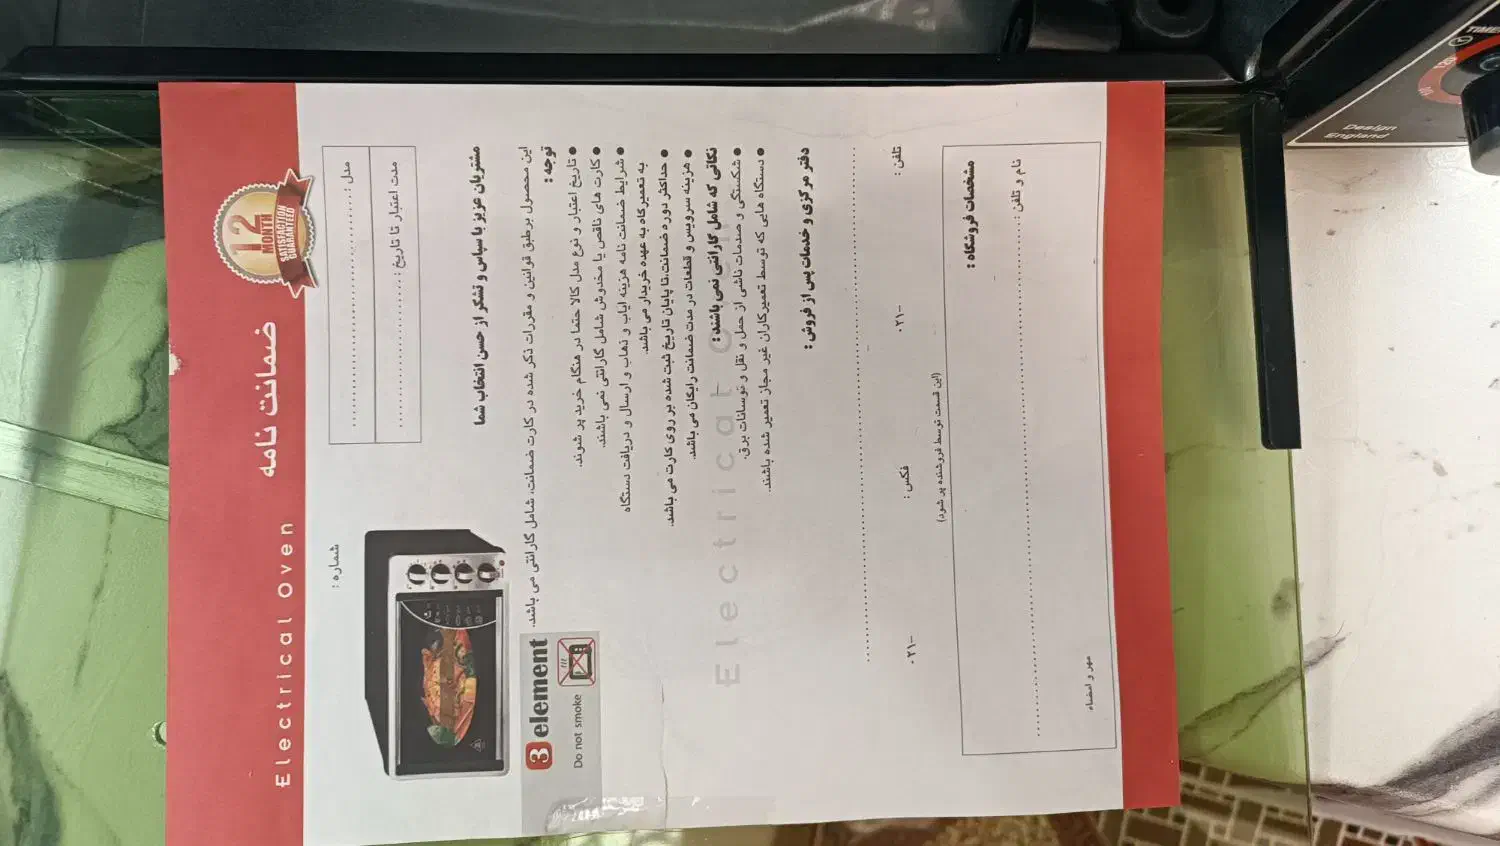 Electrical Oven
ضمانت نامه
12
MONTH
SATISFACTION
GUARANTEED
شماره :
مدل : ........................................
مدت اعتبار تا تاریخ : ........................................
مشتریان عزیز با سپاس و تشکر از حسن انتخاب شما
این محصول برطبق قوانین و مقررات ذکر شده در کارت ضمانت، شامل گارانتی می باشد.
توجه :
● تاریخ اعتبار و نوع مدل کالا حتما در هنگام خرید پر شوند.
● کارت های ناقص یا مخدوش شامل گارانتی نمی باشند.
● شرایط ضمانت نامه هزینه ایاب و ذهاب و ارسال و دریافت دستگاه
به تعمیرگاه به عهده خریدار می باشد.
● حداکثر دوره ضمانت،تا پایان تاریخ ثبت شده بر روی کارت می باشد.
● هزینه سرویس و قطعات در مدت ضمانت رایگان می باشد.
نکاتی که شامل گارانتی نمی باشند :
● شکستگی و صدمات ناشی از حمل و نقل و نوسانات برق.
● دستگاه هایی که توسط تعمیرکاران غیر مجاز تعمیر شده باشند.
3 element
Do not smoke
Electrical O
دفتر مرکزی و خدمات پس از فروش :
تلفن : ۰۲۱- فکس : ۰۲۱-
(این قسمت توسط فروشنده پر شود)
مشخصات فروشگاه :
نام و تلفن : ........................................
مهر و امضاء
TIME
120
Design
England